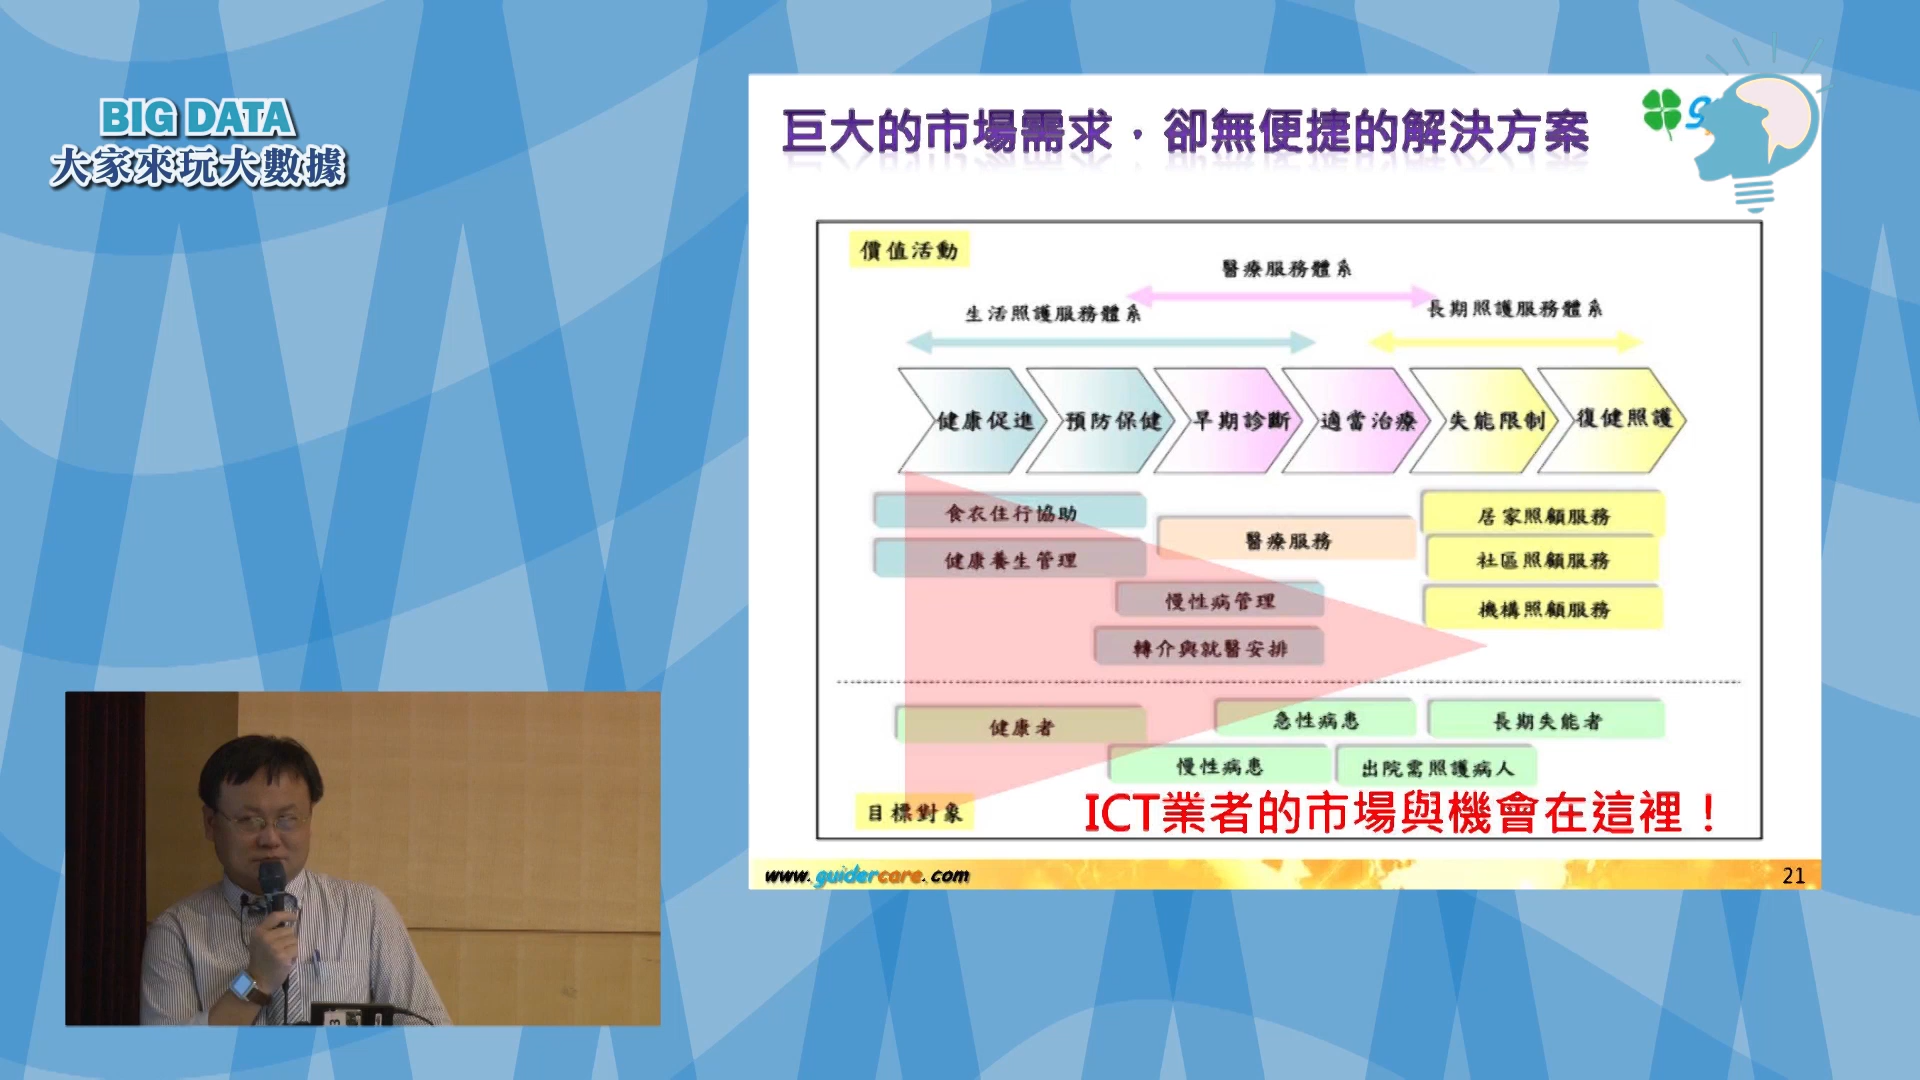 BIG DATA
大家來玩大數據
巨大的市場需求，卻無便捷的解決方案
價值活動
醫療服務體系
生活照護服務體系
長期照護服務體系
健康促進
預防保健
早期診斷
適當治療
失能限制
復健照護
食衣住行協助
健康養生管理
醫療服務
慢性病管理
轉介與就醫安排
居家照顧服務
社區照顧服務
機構照顧服務
健康者
急性病患
長期失能者
慢性病患
出院需照護病人
目標對象
ICT業者的市場與機會在這裡！
www.guidercare.com
21